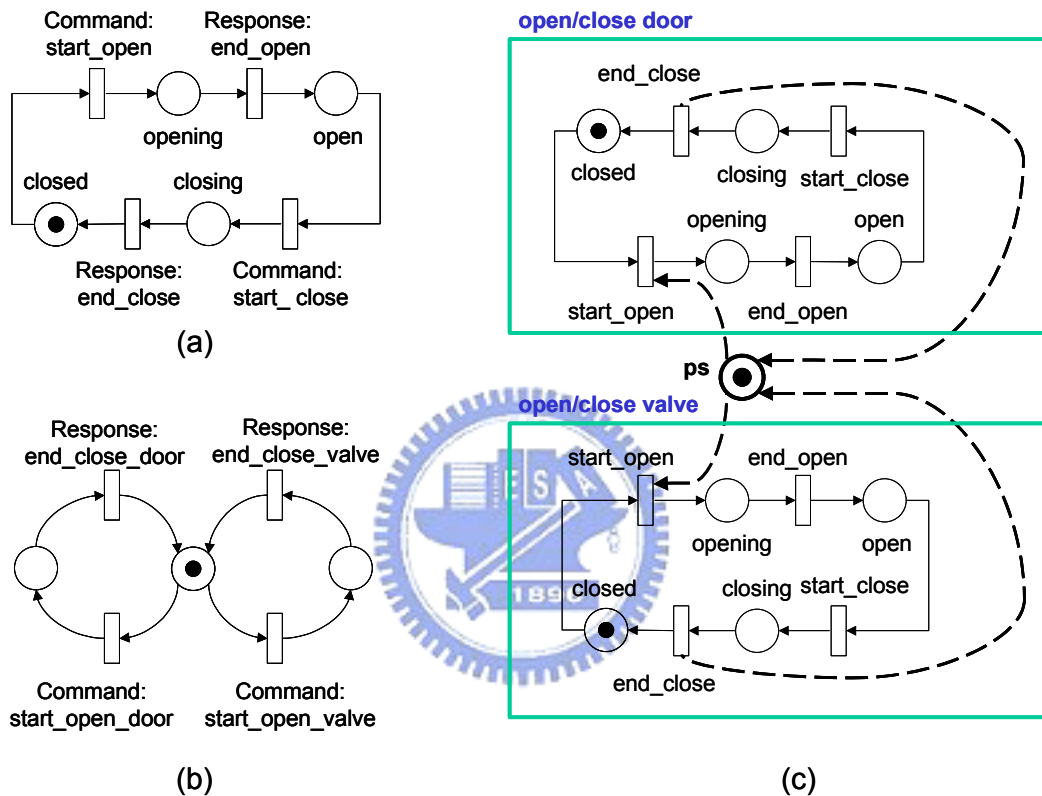 Command:
start_open
Response:
end_open
opening
open
closed
closing
Response:
end_close
Command:
start_ close
(a)
Response:
end_close_door
Response:
end_close_valve
Command:
start_open_door
Command:
start_open_valve
(b)
open/close door
end_close
closed
closing
start_close
opening
open
start_open
end_open
ps
open/close valve
start_open
end_open
opening
open
closed
closing
start_close
end_close
(c)
E S A
1896